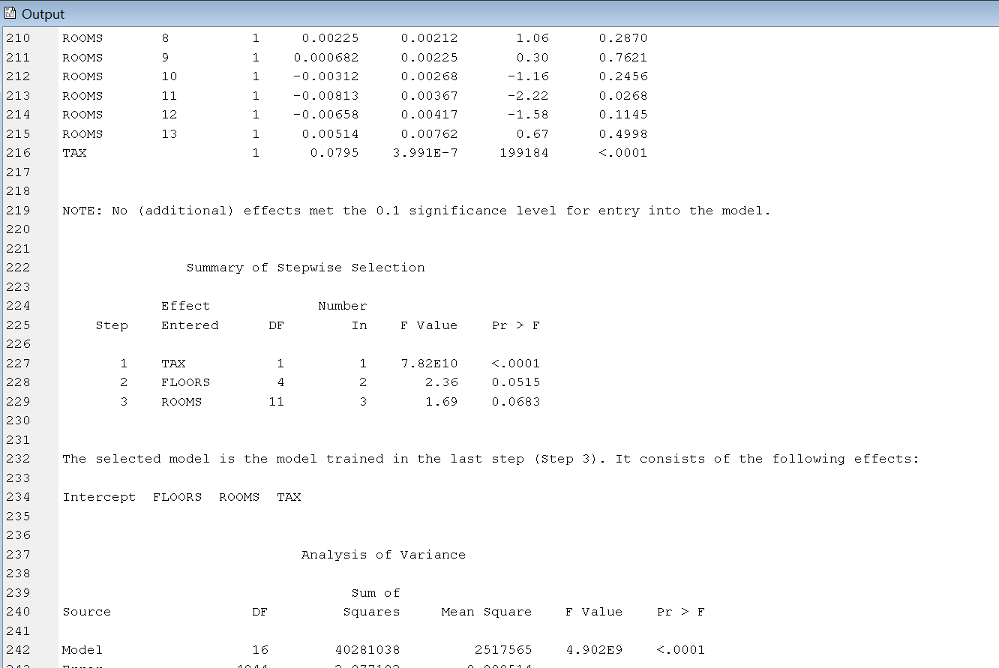 Output
210 ROOMS 8 1 0.00225 0.00212 1.06 0.2870
211 ROOMS 9 1 0.000682 0.00225 0.30 0.7621
212 ROOMS 10 1 -0.00312 0.00268 -1.16 0.2456
213 ROOMS 11 1 -0.00813 0.00367 -2.22 0.0268
214 ROOMS 12 1 -0.00658 0.00417 -1.58 0.1145
215 ROOMS 13 1 0.00514 0.00762 0.67 0.4998
216 TAX 1 0.0795 3.991E-7 199184 <.0001
217
218
219 NOTE: No (additional) effects met the 0.1 significance level for entry into the model.
220
221
222 Summary of Stepwise Selection
223
224 Effect Number
225 Step Entered DF In F Value Pr > F
226
227 1 TAX 1 1 7.82E10 <.0001
228 2 FLOORS 4 2 2.36 0.0515
229 3 ROOMS 11 3 1.69 0.0683
230
231
232 The selected model is the model trained in the last step (Step 3). It consists of the following effects:
233
234 Intercept FLOORS ROOMS TAX
235
236
237 Analysis of Variance
238
239 Sum of
240 Source DF Squares Mean Square F Value Pr > F
241
242 Model 16 40281038 2517565 4.902E9 <.0001